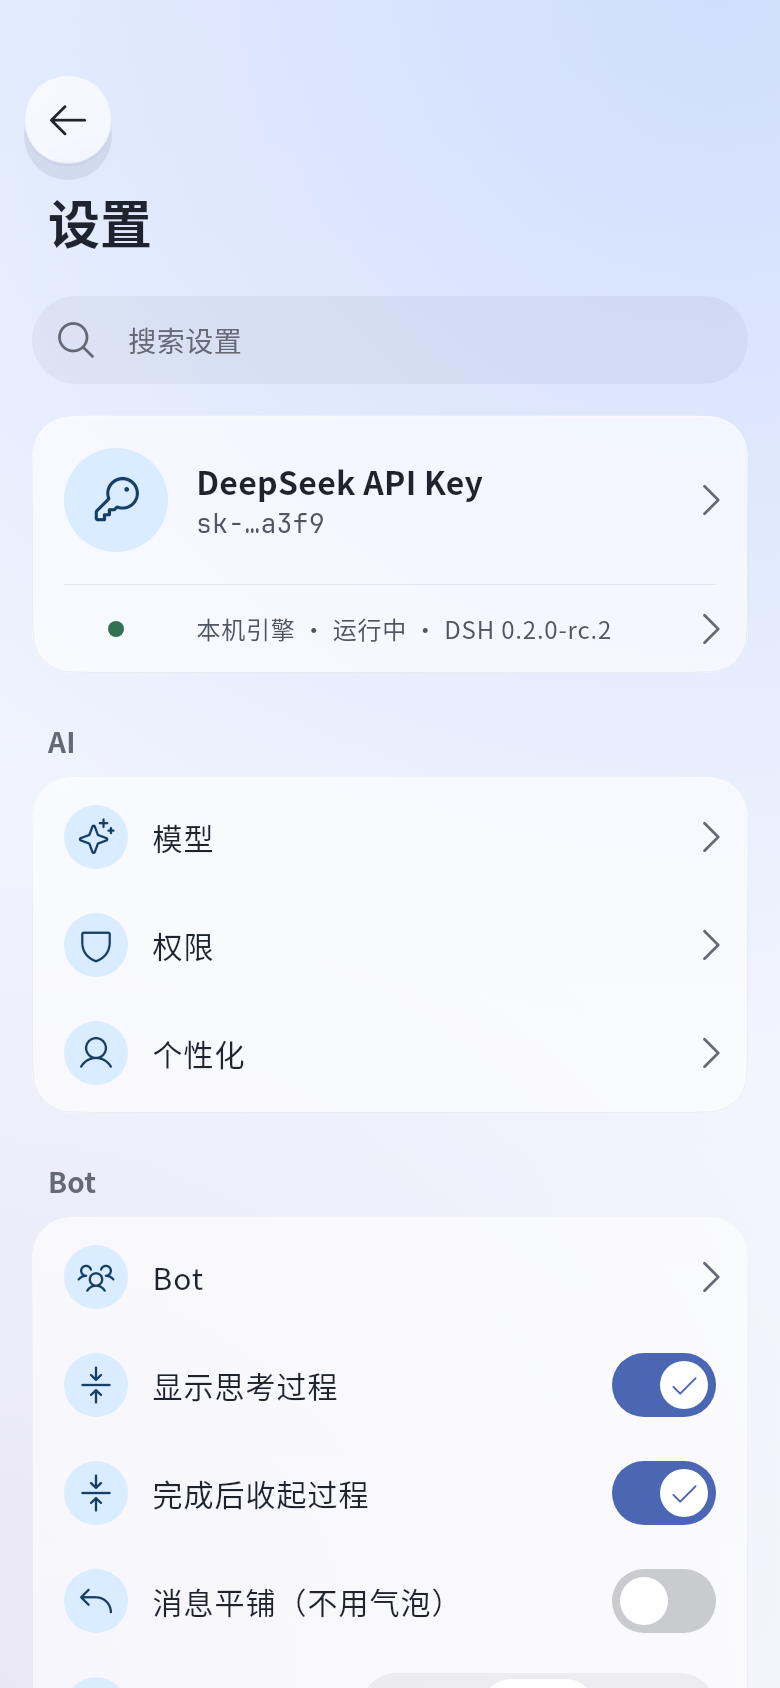 设置
搜索设置
DeepSeek API Key
sk-…a3f9
本机引擎 · 运行中 · DSH 0.2.0-rc.2
AI
模型
权限
个性化
Bot
Bot
显示思考过程
完成后收起过程
消息平铺（不用气泡）